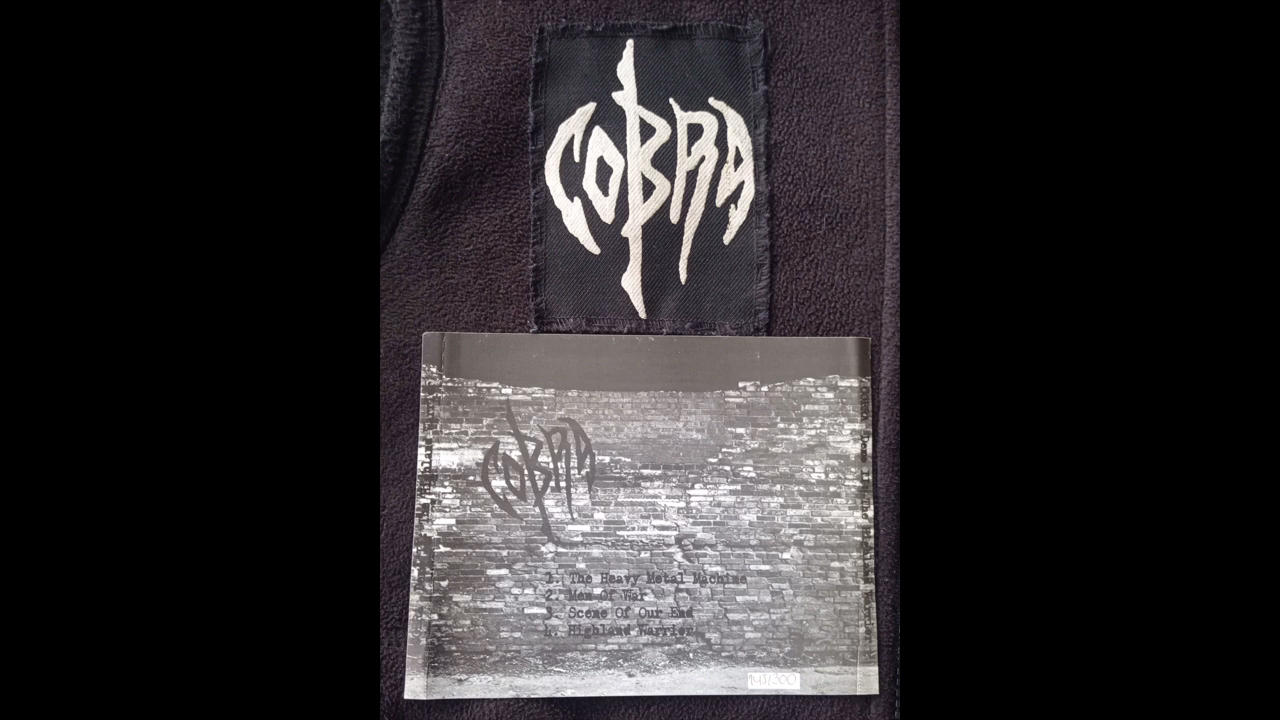 COBRA
COBRA
1. The Heavy Metal Machine
2. Men Of War
3. Scene Of Our End
4. Highland Warrior
/300